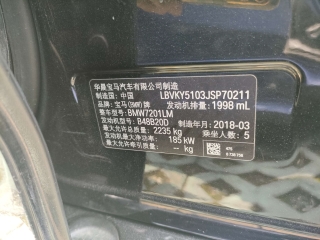 华晨宝马汽车有限公司制造
制造国：中国 LBVKY5103JSP70211
品牌：宝马(BMW)牌 发动机排量：1998 mL
整车型号：BMW7201LM
发动机型号：B48B20D 制造年月：2018-03
最大允许总质量：2235 kg 乘坐人数：5
发动机最大净功率：185 kW